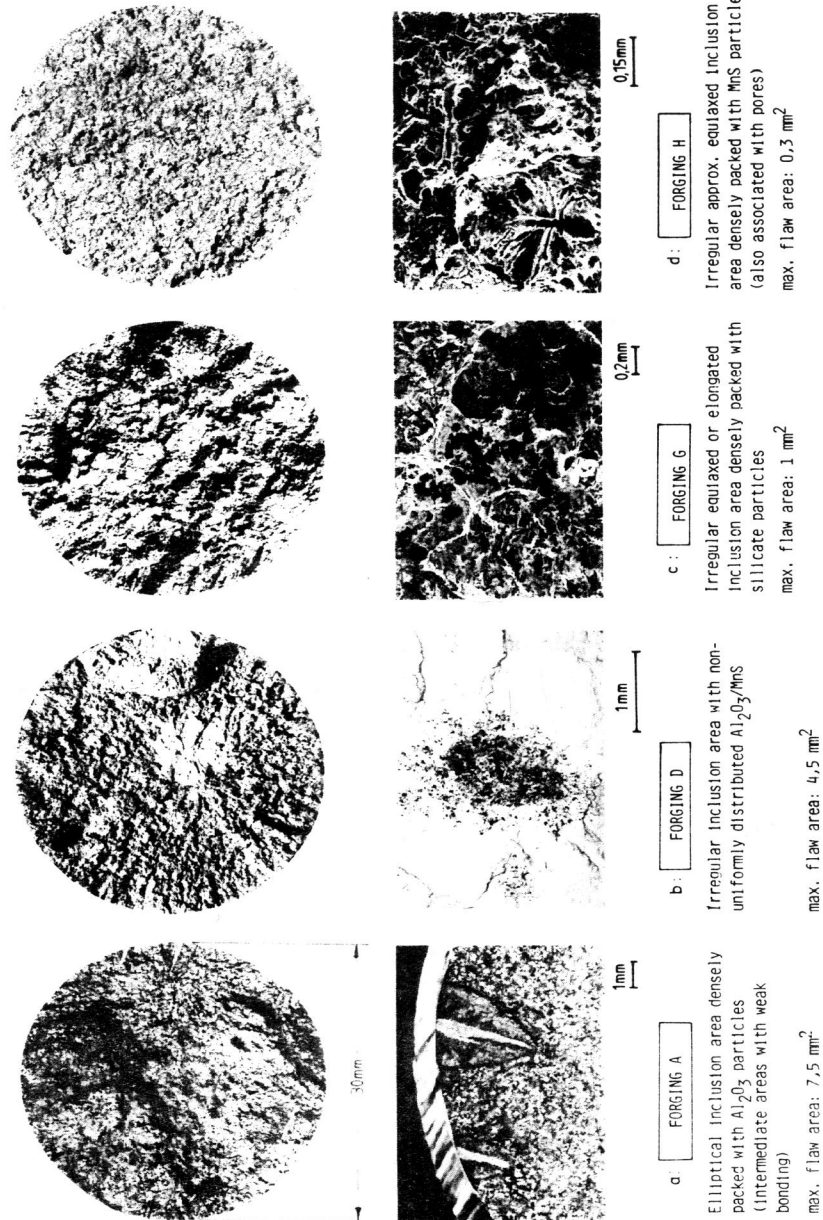 30mm
1mm
a: FORGING A
Elliptical inclusion area densely
packed with Al₂O₃ particles
(intermediate areas with weak
bonding)
max. flaw area: 7,5 mm²
1mm
b: FORGING D
Irregular inclusion area with non-
uniformly distributed Al₂O₃/MnS
max. flaw area: 4,5 mm²
0,2mm
c: FORGING G
Irregular equiaxed or elongated
inclusion area densely packed with
silicate particles
max. flaw area: 1 mm²
0,15mm
d: FORGING H
Irregular approx. equiaxed inclusion
area densely packed with MnS particle
(also associated with pores)
max. flaw area: 0,3 mm²